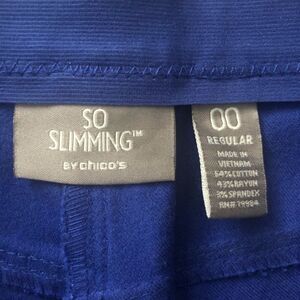 SO
SLIMMING™
BY chico's
00
REGULAR
MADE IN
VIETNAM
54% COTTON
43% RAYON
3% SPANDEX
RN# 79984